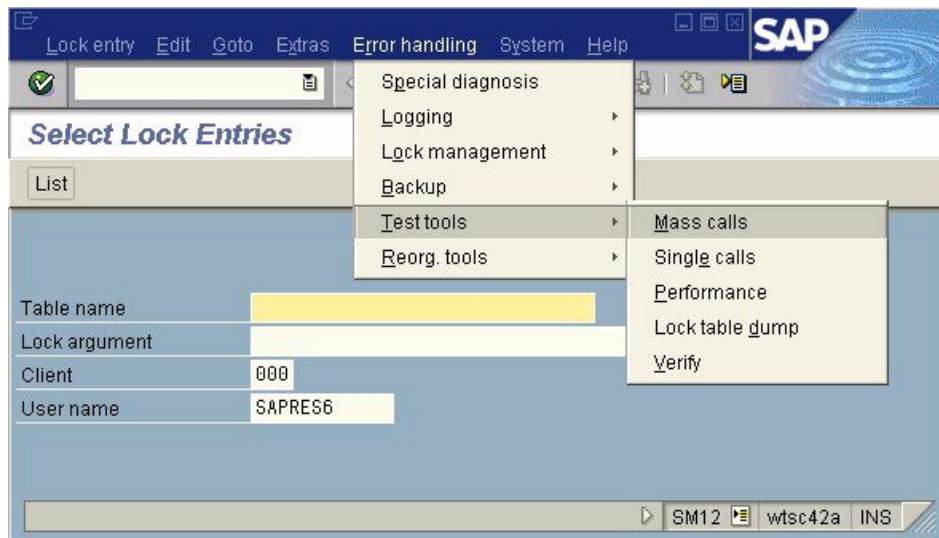 Lock entry Edit Goto Extras Error handling System Help
SAP
Special diagnosis
Logging
Select Lock Entries
Lock management
List
Backup
Test tools
Mass calls
Reorg. tools
Single calls
Performance
Table name
Lock table dump
Lock argument
Verify
Client 000
User name SAPRES6
SM12 wtsc42a INS